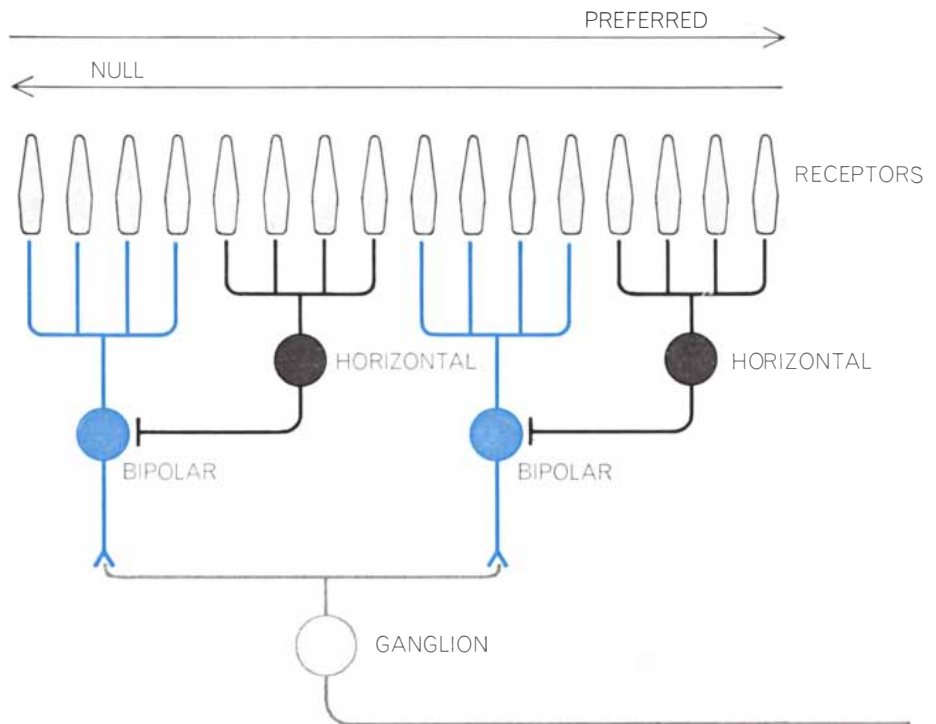 PREFERRED
NULL
RECEPTORS
HORIZONTAL
HORIZONTAL
BIPOLAR
BIPOLAR
GANGLION